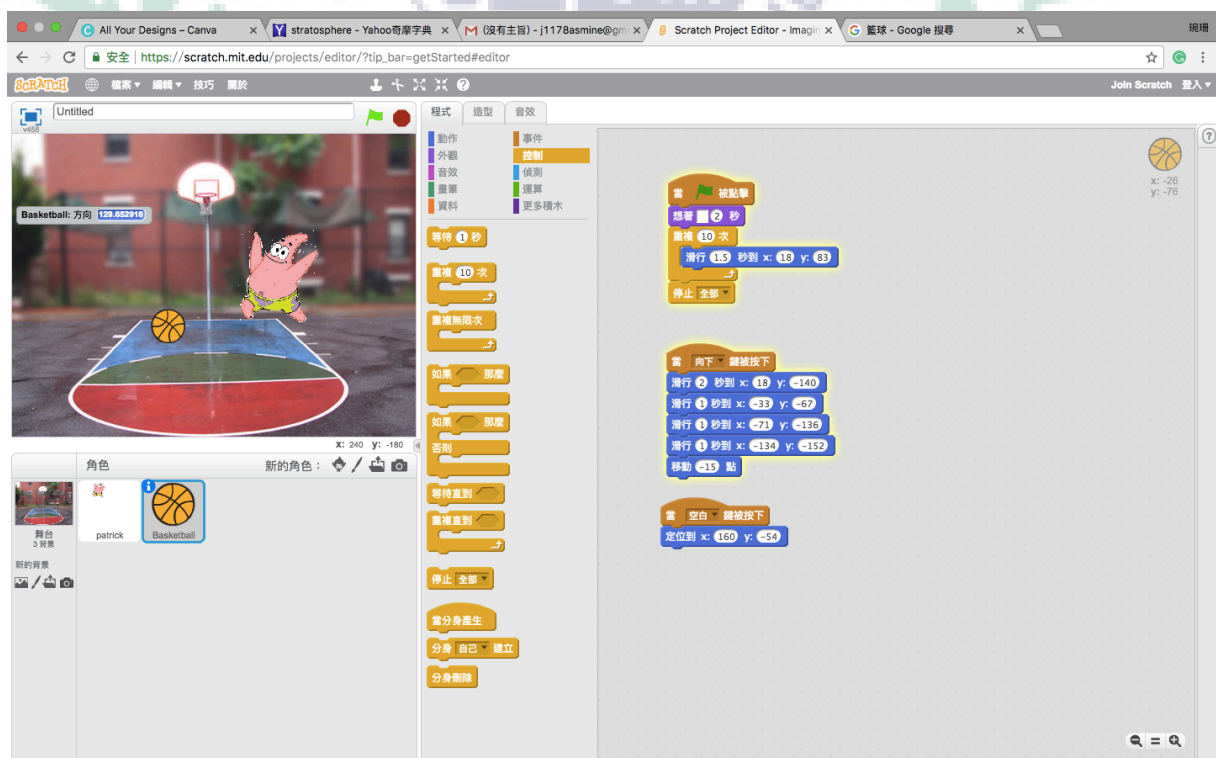 All Your Designs – Canva
stratosphere - Yahoo奇摩字典
(沒有主旨) - j1178asmine@gm
Scratch Project Editor - Imagin
籃球 - Google 搜尋
琬珊
安全 | https://scratch.mit.edu/projects/editor/?tip_bar=getStarted#editor
SCRATCH 檔案 編輯 技巧 關於
Join Scratch 登入
v458
Untitled
Basketball: 方向 129.652918
x: 240 y: -180
角色
新的角色：
舞台
3 背景
patrick
Basketball
新的背景
程式 造型 音效
動作 事件
外觀 控制
音效 偵測
畫筆 運算
資料 更多積木
等待 1 秒
重複 10 次
重複無限次
如果 那麼
如果 那麼
否則
等待直到
重複直到
停止 全部
當分身產生
分身 自己 建立
分身刪除
當 被點擊
想著 2 秒
重複 10 次
滑行 1.5 秒到 x: 18 y: 83
停止 全部
當 向下 鍵被按下
滑行 2 秒到 x: 18 y: -140
滑行 1 秒到 x: -33 y: -67
滑行 1 秒到 x: -71 y: -136
滑行 1 秒到 x: -134 y: -152
移動 -15 點
當 空白 鍵被按下
定位到 x: 160 y: -54
x: -26
y: -76